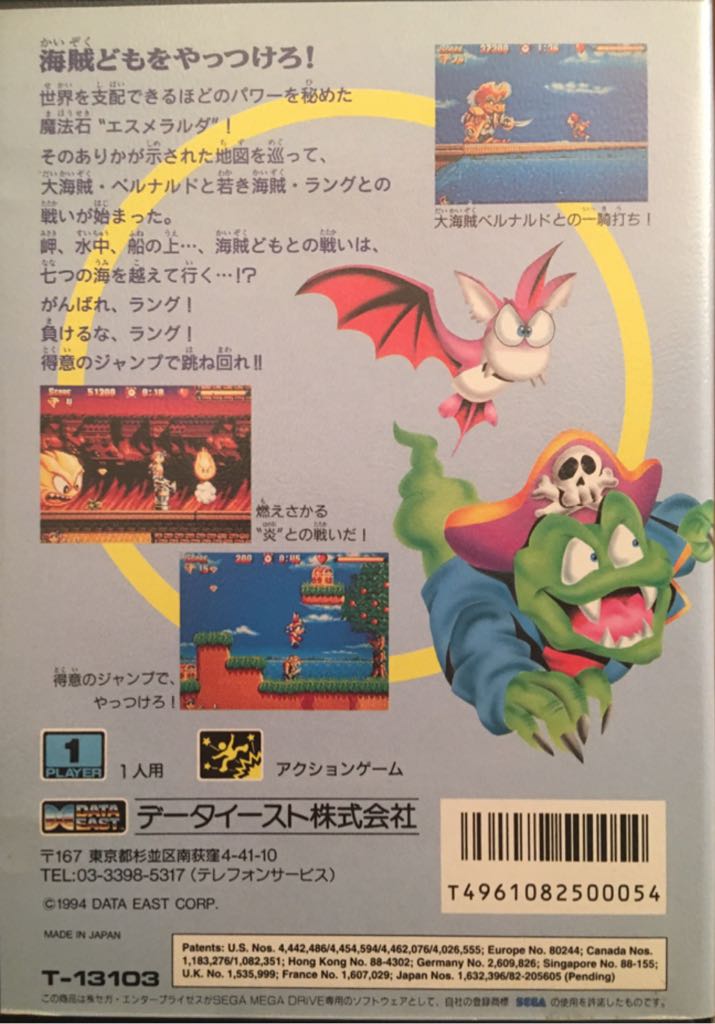 海賊どもをやっつけろ!
世界を支配できるほどのパワーを秘めた
魔法石“エスメラルダ”!
そのありかが示された地図を巡って、
大海賊・ベルナルドと若き海賊・ラングとの
戦いが始まった。
岬、水中、船の上…、海賊どもとの戦いは、
七つの海を越えて行く…!?
がんばれ、ラング!
負けるな、ラング!
得意のジャンプで跳ね回れ!!
大海賊ベルナルドとの一騎打ち!
燃えさかる
“炎”との戦いだ!
得意のジャンプで、
やっつけろ!
1
PLAYER
1人用
アクションゲーム
DATA
EAST
データイースト株式会社
〒167 東京都杉並区南荻窪4-41-10
TEL:03-3398-5317(テレフォンサービス)
©1994 DATA EAST CORP.
MADE IN JAPAN
T4961082500054
T-13103
Patents: U.S. Nos. 4,442,486/4,454,594/4,462,076/4,026,555; Europe No. 80244; Canada Nos.
1,183,276/1,082,351; Hong Kong No. 88-4302; Germany No. 2,609,826; Singapore No. 88-155;
U.K. No. 1,535,999; France No. 1,607,029; Japan Nos. 1,632,396/82-205605 (Pending)
この商品は㈱セガ・エンタープライゼスがSEGA MEGA DRIVE専用のソフトウェアとして、自社の登録商標 SEGA の使用を許諾したものです。